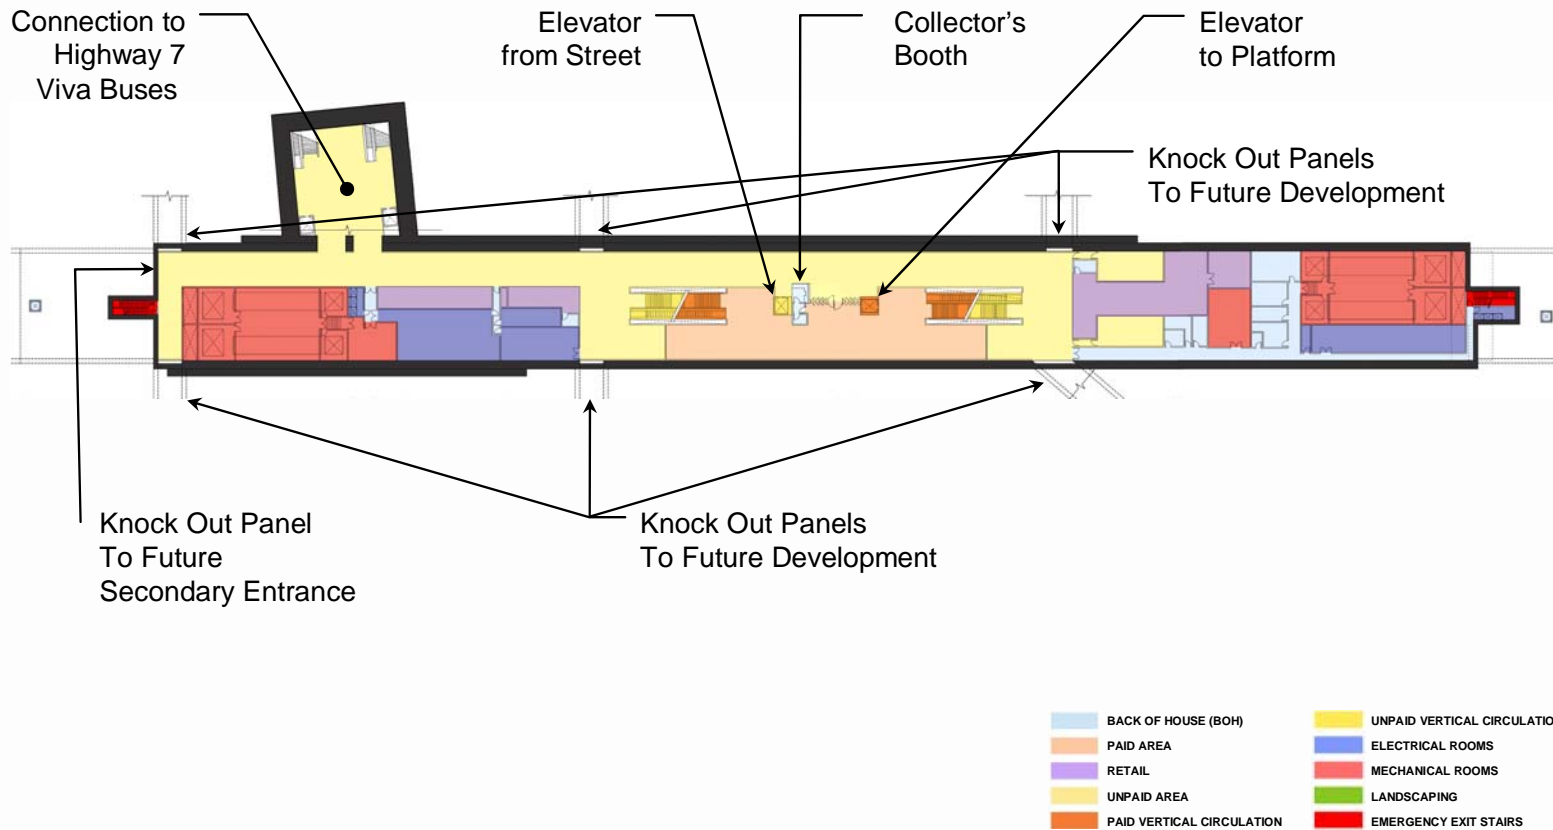 Connection to
Highway 7
Viva Buses
Elevator
from Street
Collector's
Booth
Elevator
to Platform
Knock Out Panels
To Future Development
Knock Out Panel
To Future
Secondary Entrance
Knock Out Panels
To Future Development
BACK OF HOUSE (BOH)
PAID AREA
RETAIL
UNPAID AREA
PAID VERTICAL CIRCULATION
UNPAID VERTICAL CIRCULATIO
ELECTRICAL ROOMS
MECHANICAL ROOMS
LANDSCAPING
EMERGENCY EXIT STAIRS